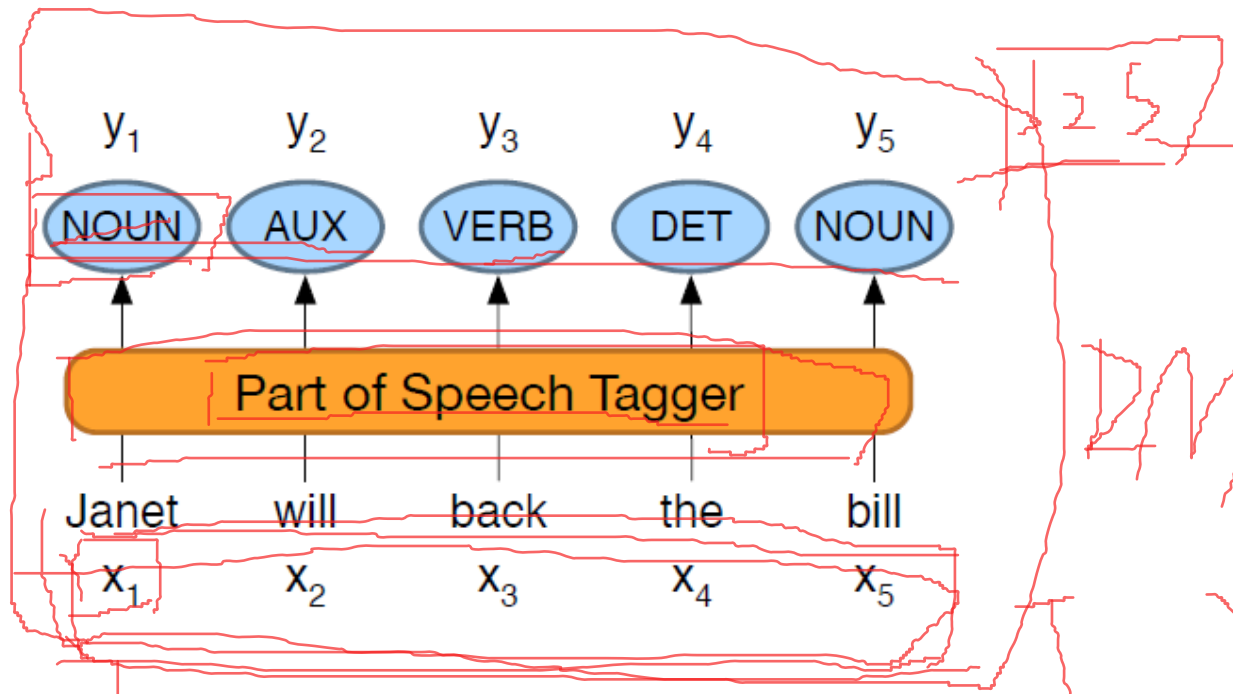 y1 y2 y3 y4 y5
NOUN AUX VERB DET NOUN
Part of Speech Tagger
Janet will back the bill
x1 x2 x3 x4 x5